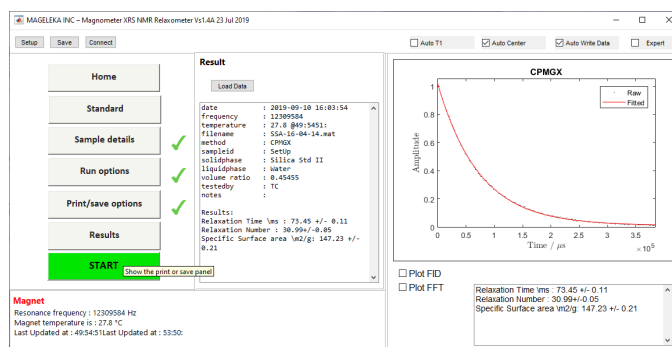 MAGELEKA INC – Magnometer XRS NMR Relaxometer Vs1.4A 23 Jul 2019
Setup Save Connect
Auto T1 Auto Center Auto Write Data Expert
Home
Standard
Sample details
Run options
Print/save options
Results
START
Show the print or save panel
Result
Load Data
date : 2019-09-10 16:03:54
frequency : 12309584
temperature : 27.8 @49:5451:
filename : SSA-16-04-14.mat
method : CPMGX
sampleid : SetUp
solidphase : Silica Std II
liquidphase : Water
volume ratio : 0.45455
testedby : TC
notes :
Results:
Relaxation Time \ms : 73.45 +/- 0.11
Relaxation Number : 30.99+/-0.05
Specific Surface area \m2/g: 147.23 +/-
0.21
CPMGX
Raw
Fitted
Amplitude
1
0.8
0.6
0.4
0.2
0
0 0.5 1.0 1.5 2.0 2.5 3.0 3.5
×10⁵
Time / μs
Plot FID
Plot FFT
Relaxation Time \ms : 73.45 +/- 0.11
Relaxation Number : 30.99+/-0.05
Specific Surface area \m2/g: 147.23 +/- 0.21
Magnet
Resonance frequency : 12309584 Hz
Magnet temperature is : 27.8 °C
Last Updated at : 49:54:51Last Updated at : 53:50: